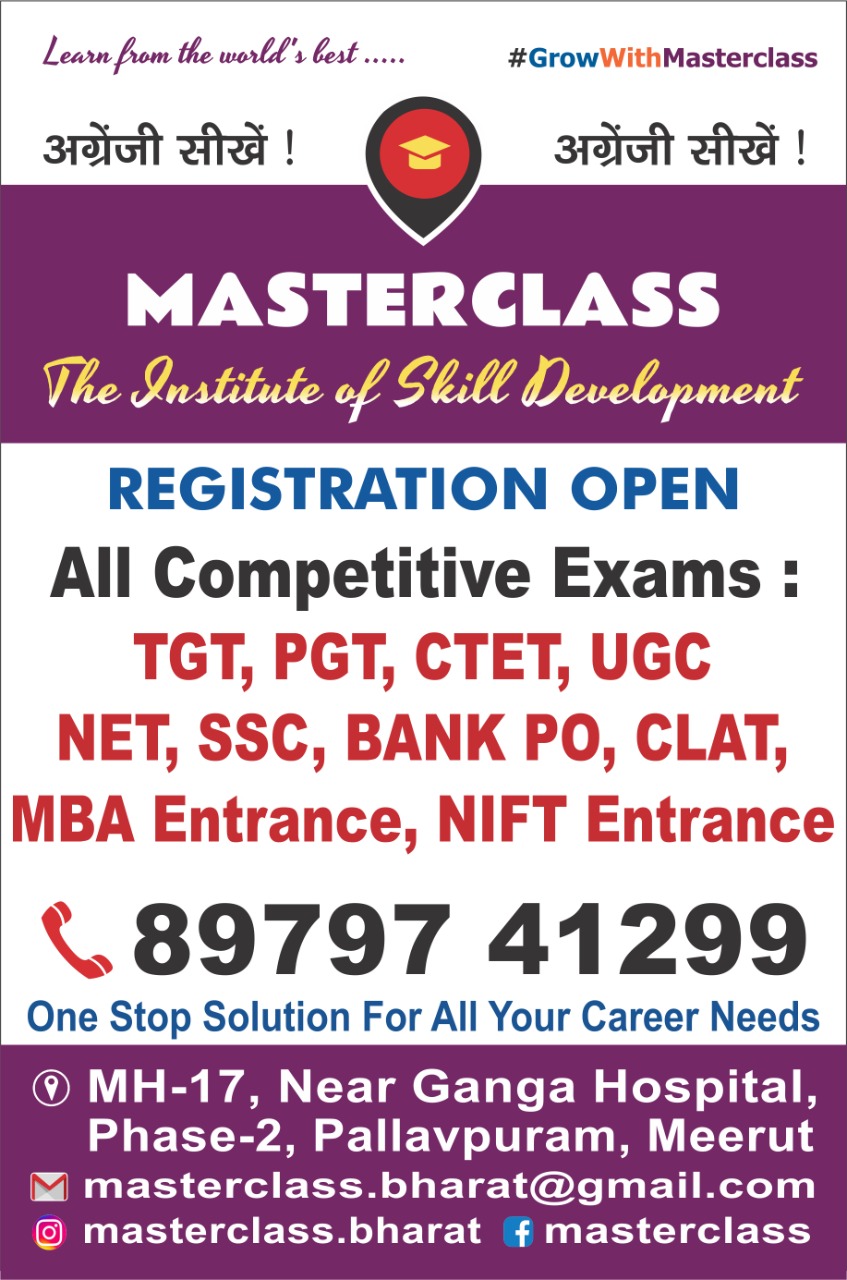 Learn from the world's best .....
#GrowWithMasterclass
अग्रेंजी सीखें !
अग्रेंजी सीखें !
MASTERCLASS
The Institute of Skill Development
REGISTRATION OPEN
All Competitive Exams :
TGT, PGT, CTET, UGC
NET, SSC, BANK PO, CLAT,
MBA Entrance, NIFT Entrance
89797 41299
One Stop Solution For All Your Career Needs
MH-17, Near Ganga Hospital,
Phase-2, Pallavpuram, Meerut
masterclass.bharat@gmail.com
masterclass.bharat masterclass